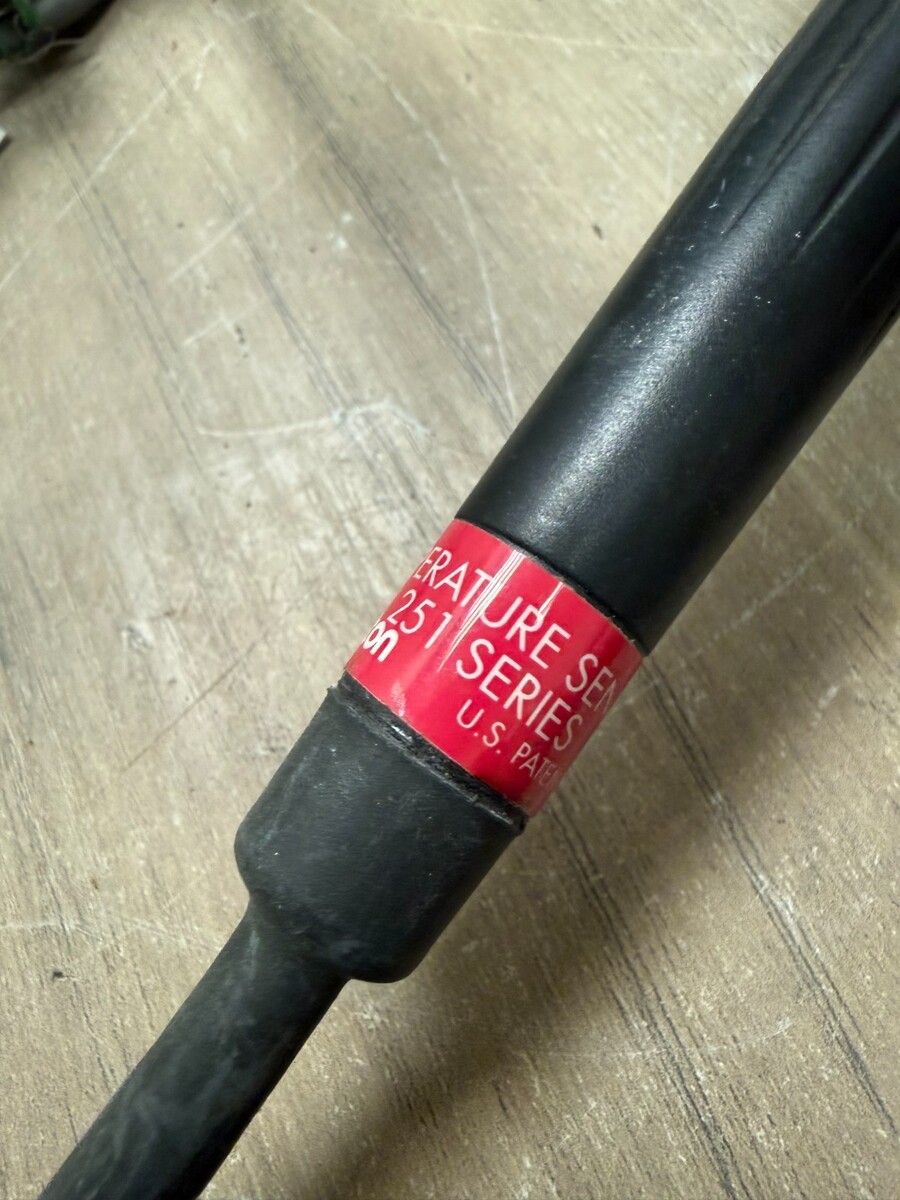 ERATURE SEN
251 SERIES
on
U.S. PATE